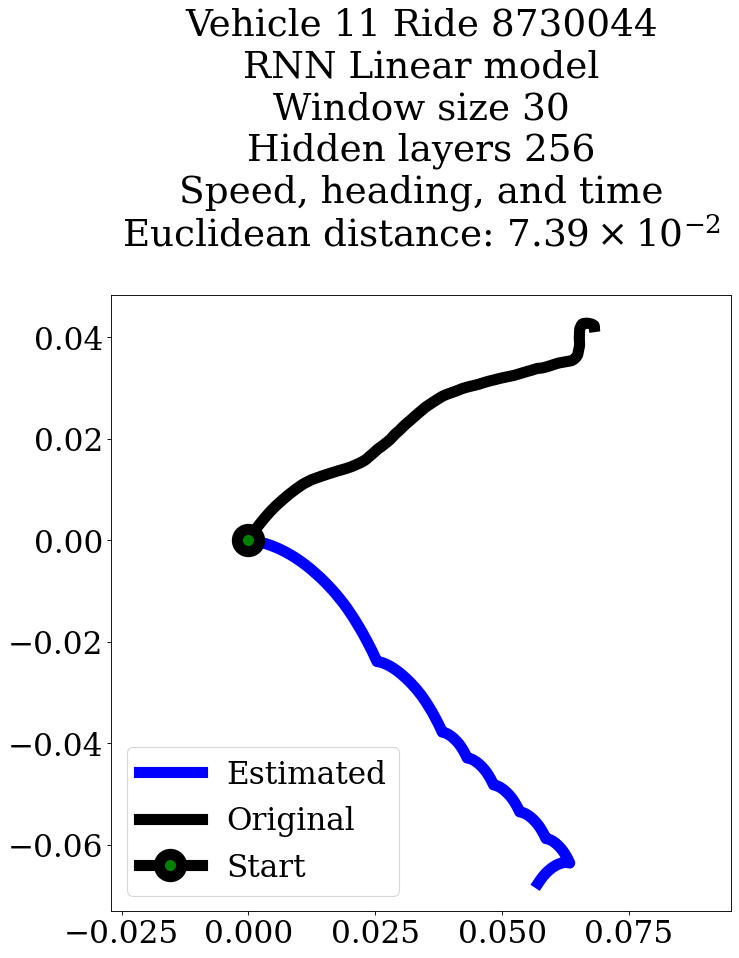 Vehicle 11 Ride 8730044
RNN Linear model
Window size 30
Hidden layers 256
Speed, heading, and time
Euclidean distance: 7.39 × 10⁻²
0.04
0.02
0.00
−0.02
−0.04
−0.06
Estimated
Original
Start
−0.025 0.000 0.025 0.050 0.075